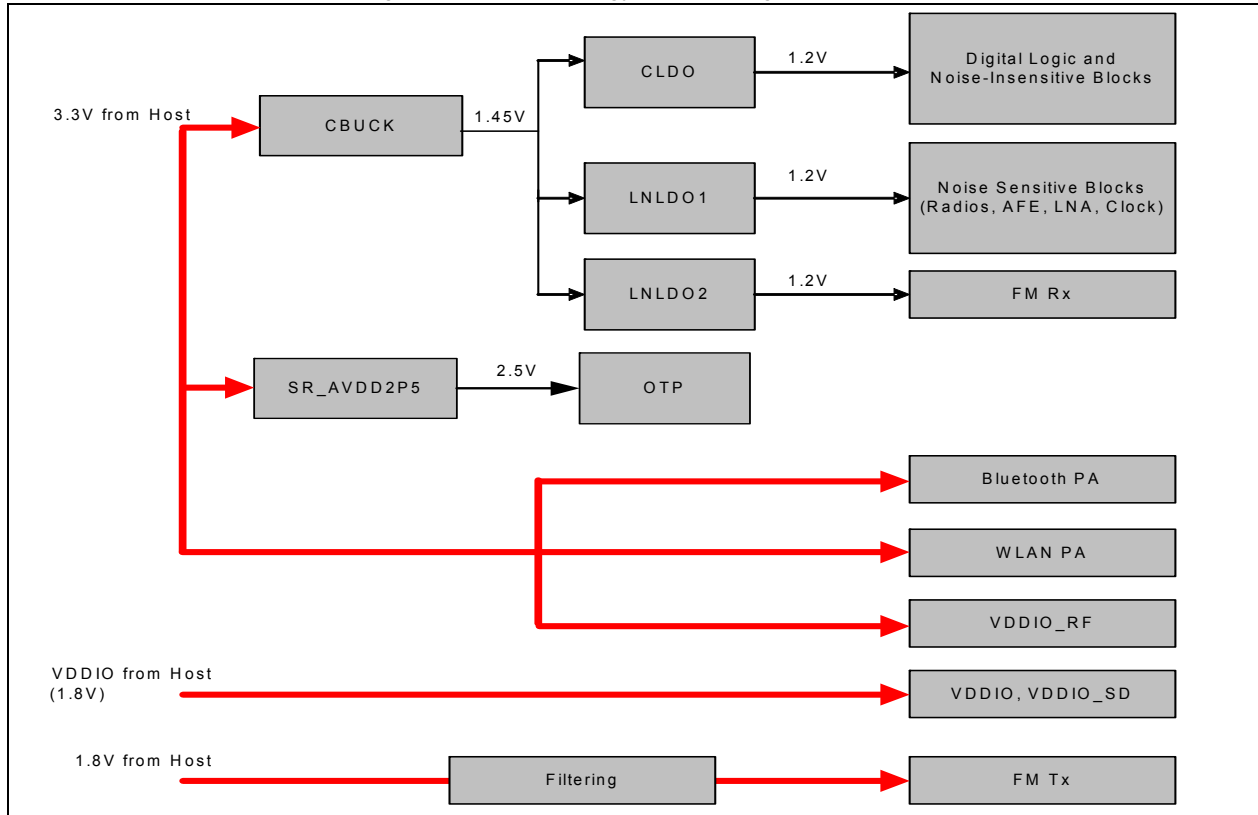 CLDO
1.2V
Digital Logic and
Noise-Insensitive Blocks
3.3V from Host
CBUCK
1.45V
LNLDO1
1.2V
Noise Sensitive Blocks
(Radios, AFE, LNA, Clock)
LNLDO2
1.2V
FM Rx
SR_AVDD2P5
2.5V
OTP
Bluetooth PA
WLAN PA
VDDIO_RF
VDDIO from Host
(1.8V)
VDDIO, VDDIO_SD
1.8V from Host
Filtering
FM Tx